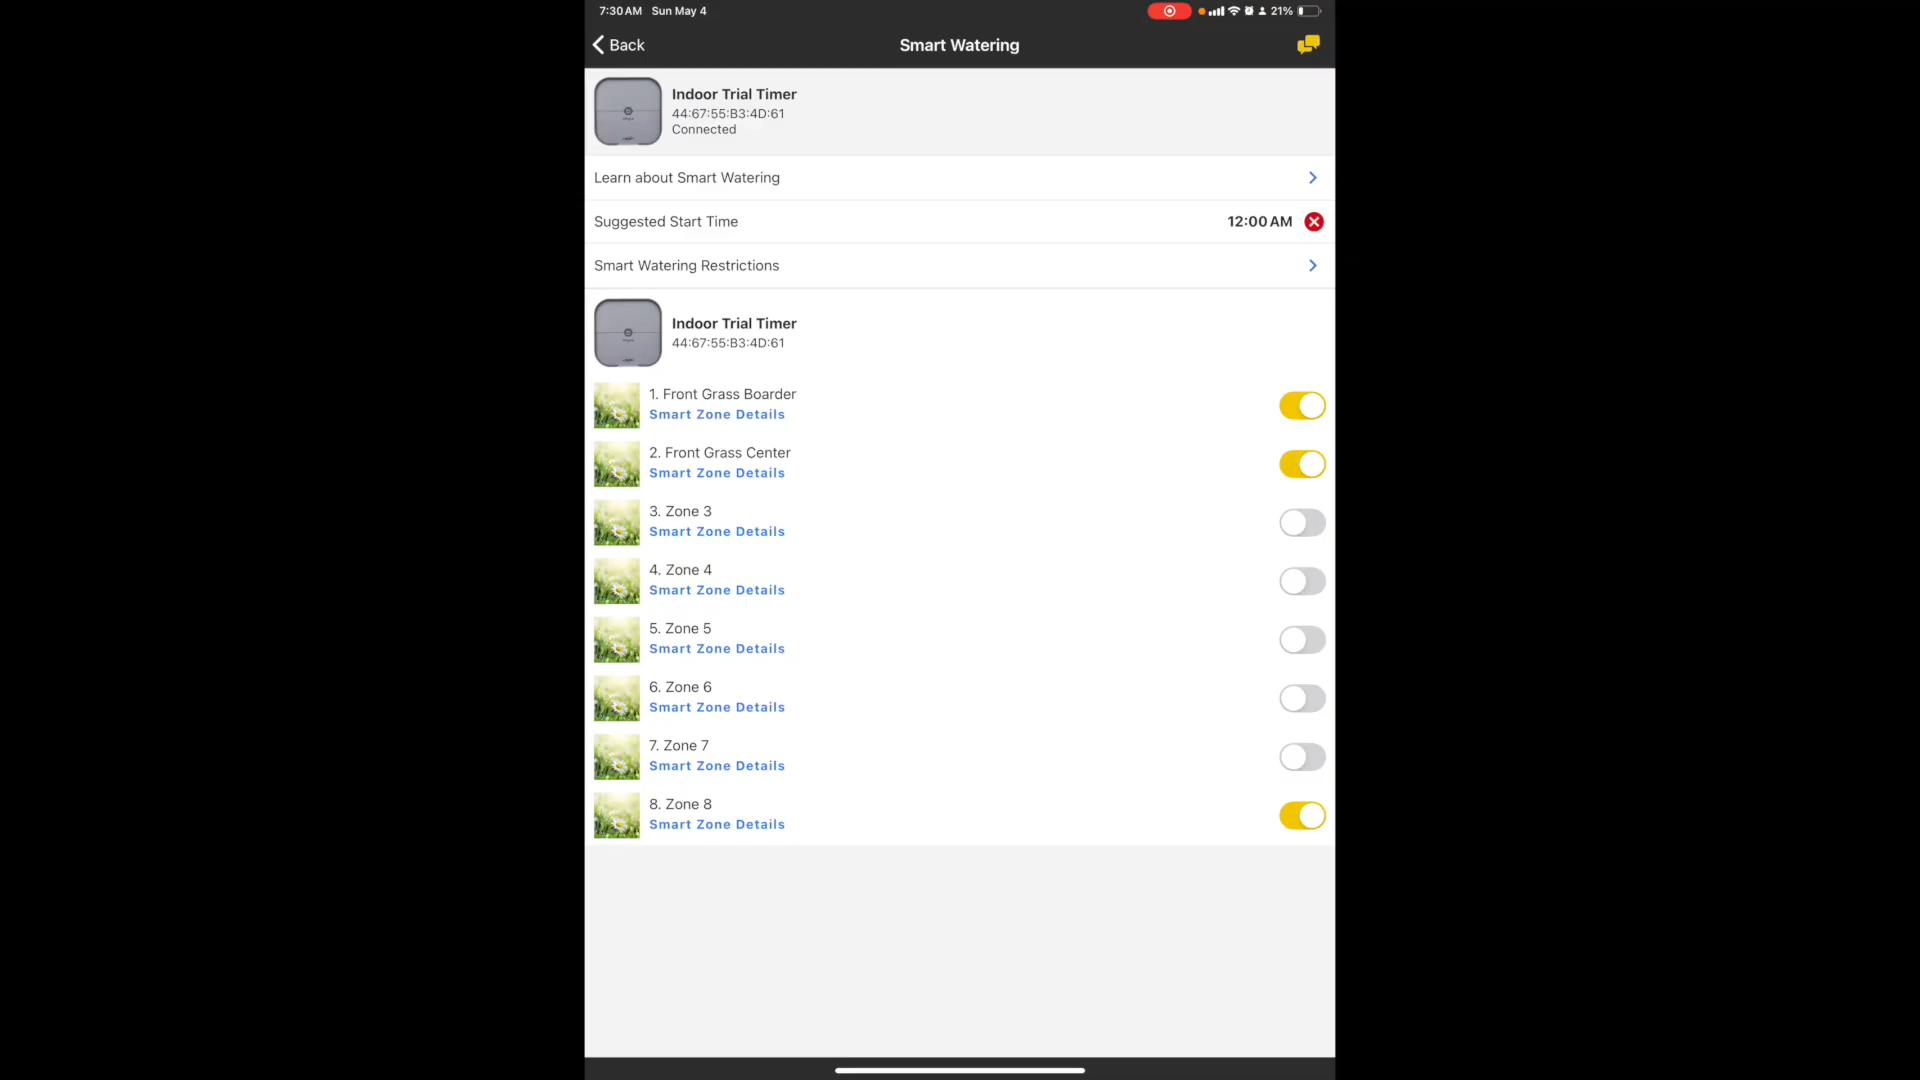 7:30 AM Sun May 4
21%
Back
Smart Watering
Indoor Trial Timer
44:67:55:B3:4D:61
Connected
Learn about Smart Watering
Suggested Start Time 12:00 AM
Smart Watering Restrictions
Indoor Trial Timer
44:67:55:B3:4D:61
1. Front Grass Boarder
Smart Zone Details
2. Front Grass Center
Smart Zone Details
3. Zone 3
Smart Zone Details
4. Zone 4
Smart Zone Details
5. Zone 5
Smart Zone Details
6. Zone 6
Smart Zone Details
7. Zone 7
Smart Zone Details
8. Zone 8
Smart Zone Details